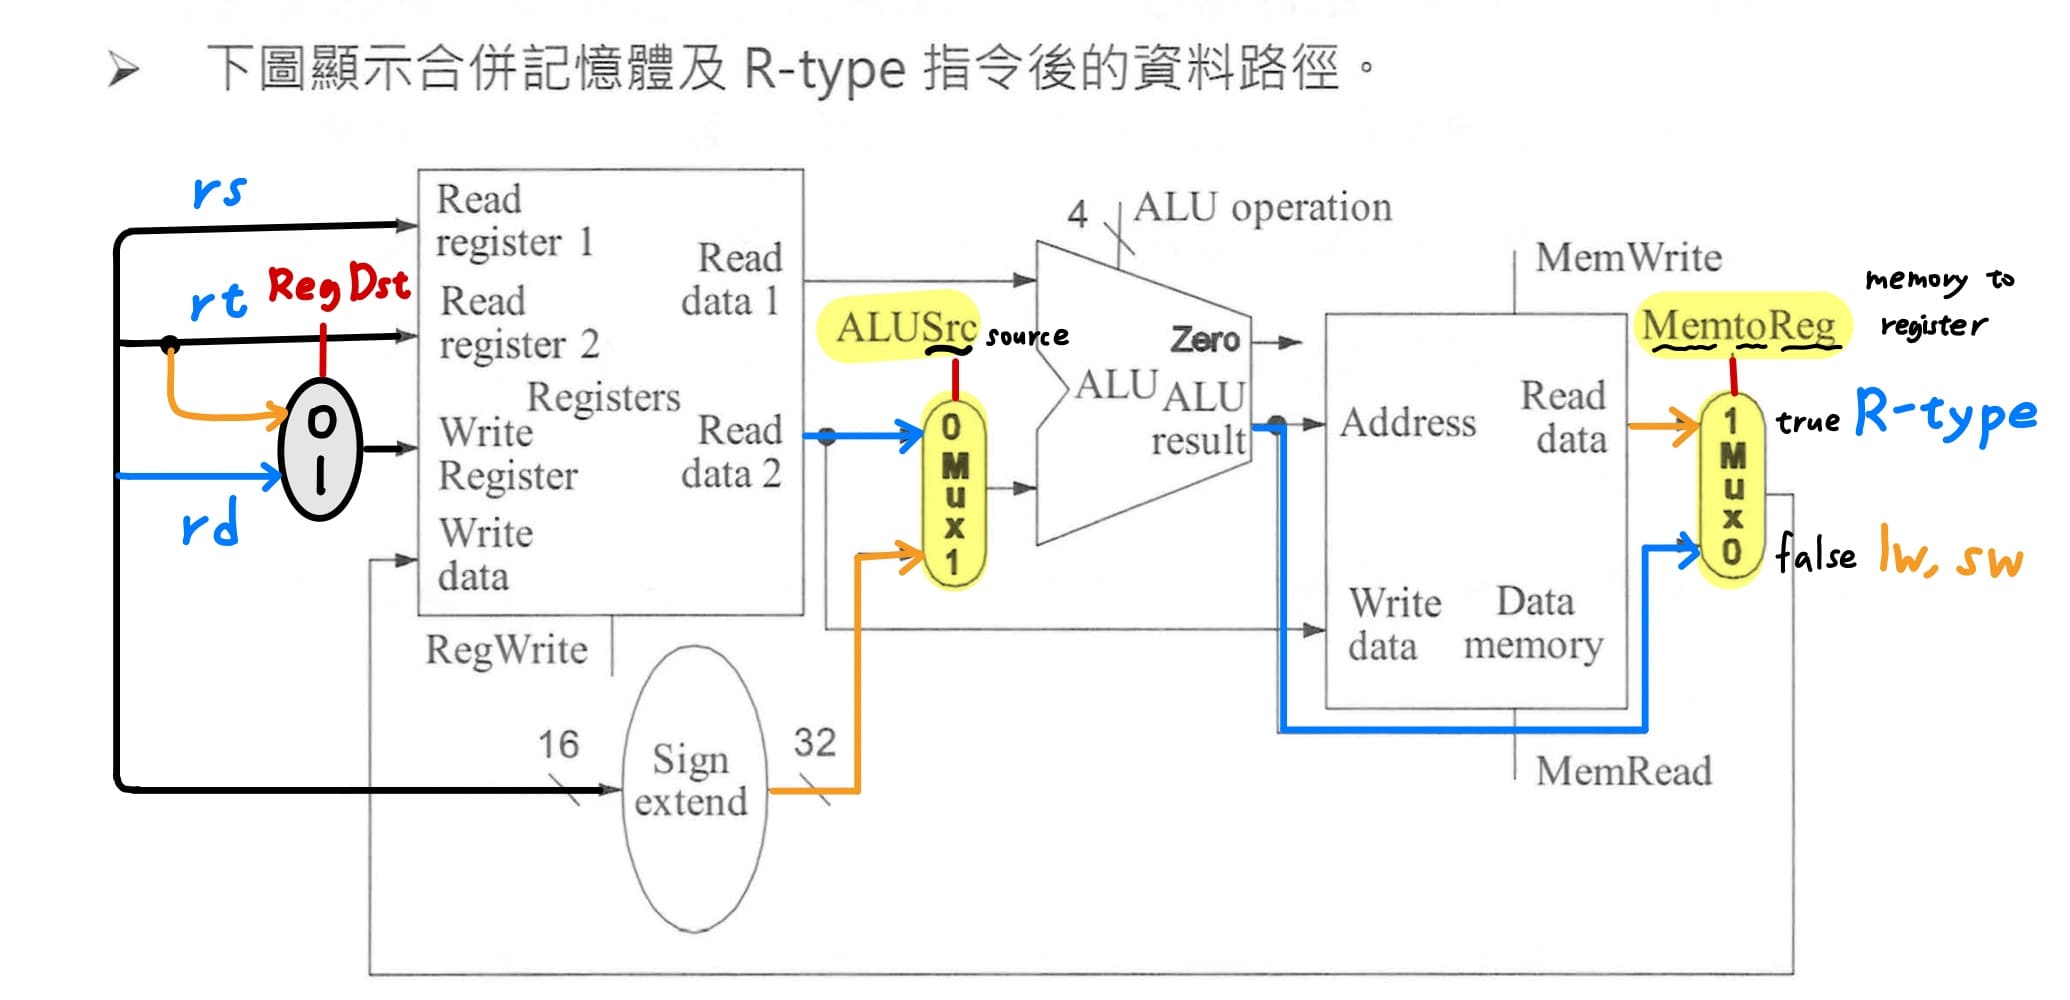 ➢ 下圖顯示合併記憶體及 R-type 指令後的資料路徑。
rs
rt
RegDst
0
1
rd
Read
register 1
Read
register 2
Registers
Write
Register
Write
data
Read
data 1
Read
data 2
RegWrite
16
Sign
extend
32
ALUSrc source
0
M
u
x
1
4
ALU operation
Zero
ALU
ALU
result
MemWrite
Address
Read
data
Write
data
Data
memory
MemRead
MemtoReg
memory to
register
1
M
u
x
0
true R-type
false lw, sw